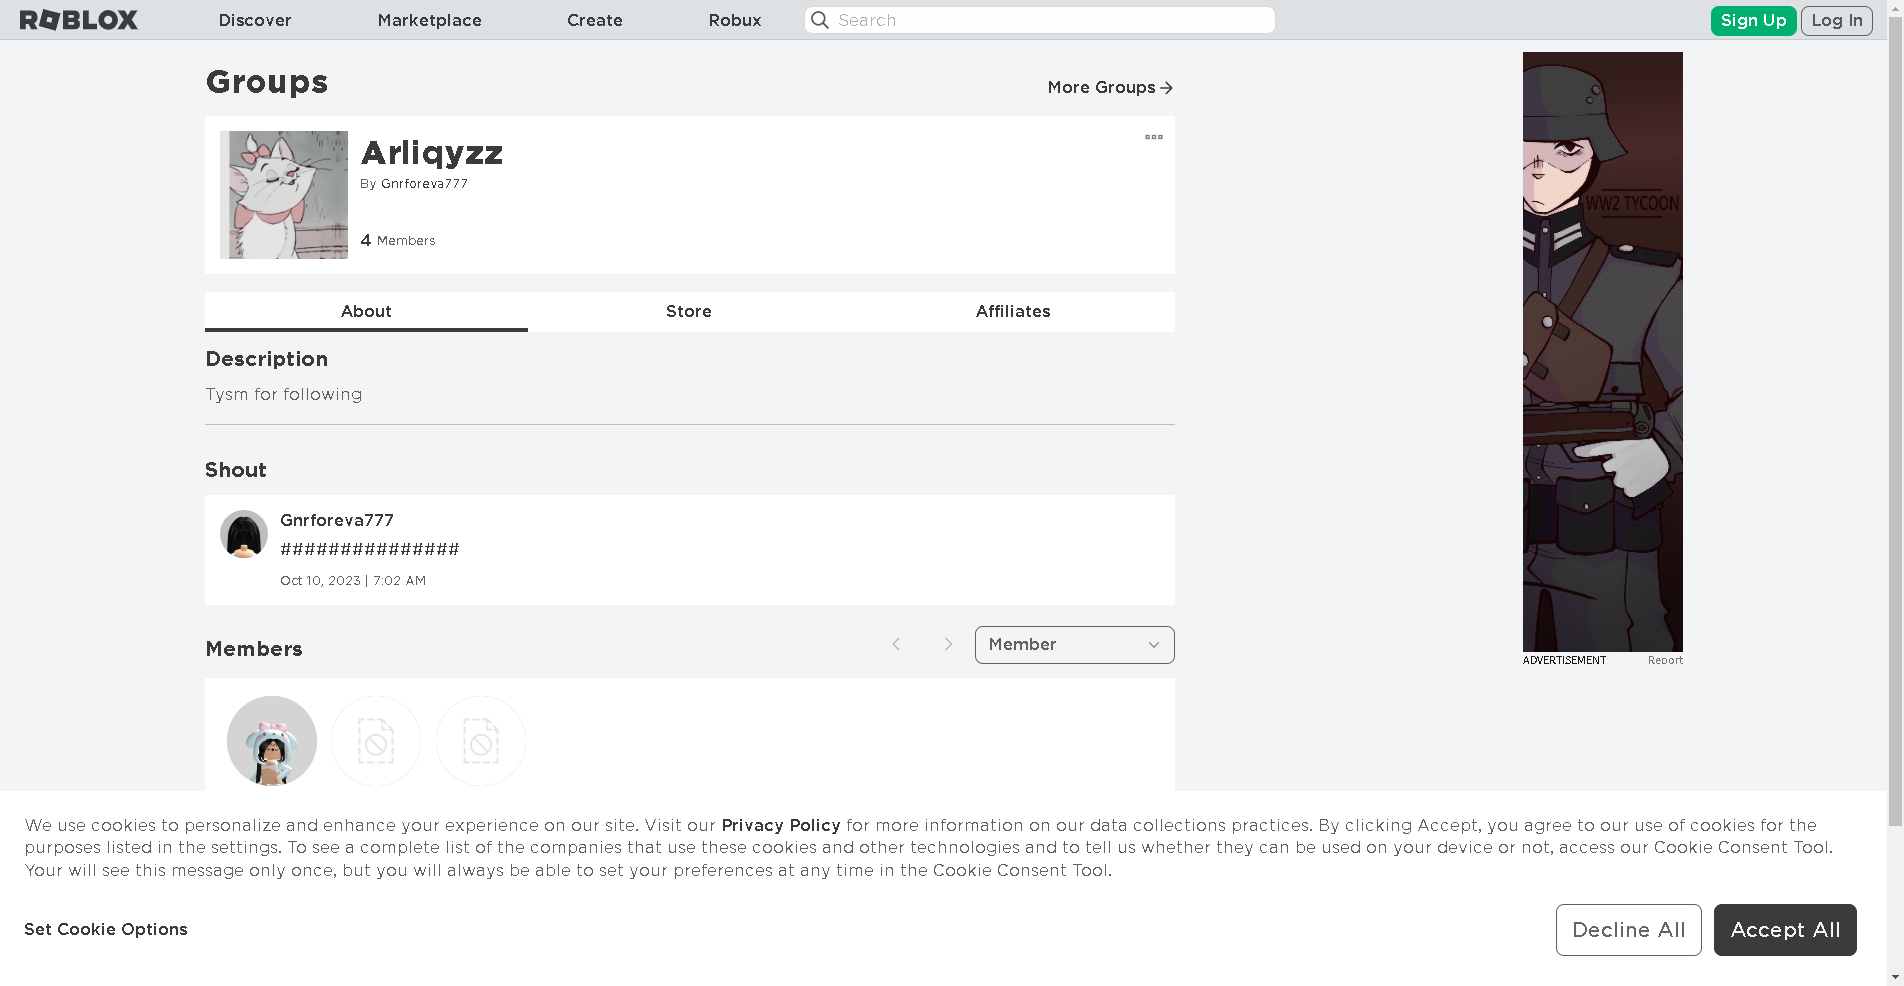 ROBLOX
Discover
Marketplace
Create
Robux
Search
Sign Up
Log In
Groups
More Groups
Arliqyzz
By Gnrforeva777
4 Members
About
Store
Affiliates
Description
Tysm for following
Shout
Gnrforeva777
###############
Oct 10, 2023 | 7:02 AM
Members
Member
WW2 TYCOON
ADVERTISEMENT
Report
We use cookies to personalize and enhance your experience on our site. Visit our Privacy Policy for more information on our data collections practices. By clicking Accept, you agree to our use of cookies for the
purposes listed in the settings. To see a complete list of the companies that use these cookies and other technologies and to tell us whether they can be used on your device or not, access our Cookie Consent Tool.
Your will see this message only once, but you will always be able to set your preferences at any time in the Cookie Consent Tool.
Set Cookie Options
Decline All
Accept All